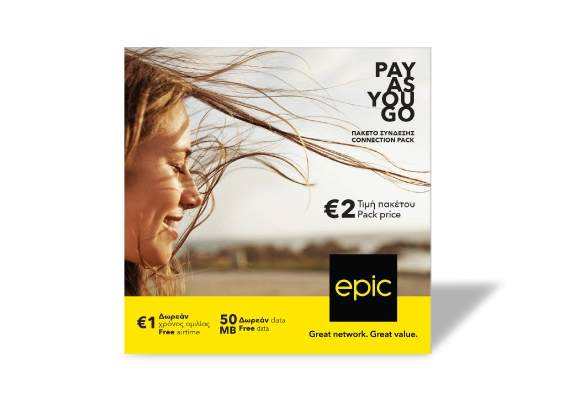 PAY
AS
YOU
GO
ΠΑΚΕΤΟ ΣΥΝΔΕΣΗΣ
CONNECTION PACK
€2 Τιμή πακέτου
Pack price
epic
€1 Δωρεάν
χρόνος ομιλίας
Free airtime
50 MB Δωρεάν data
Free data
Great network. Great value.